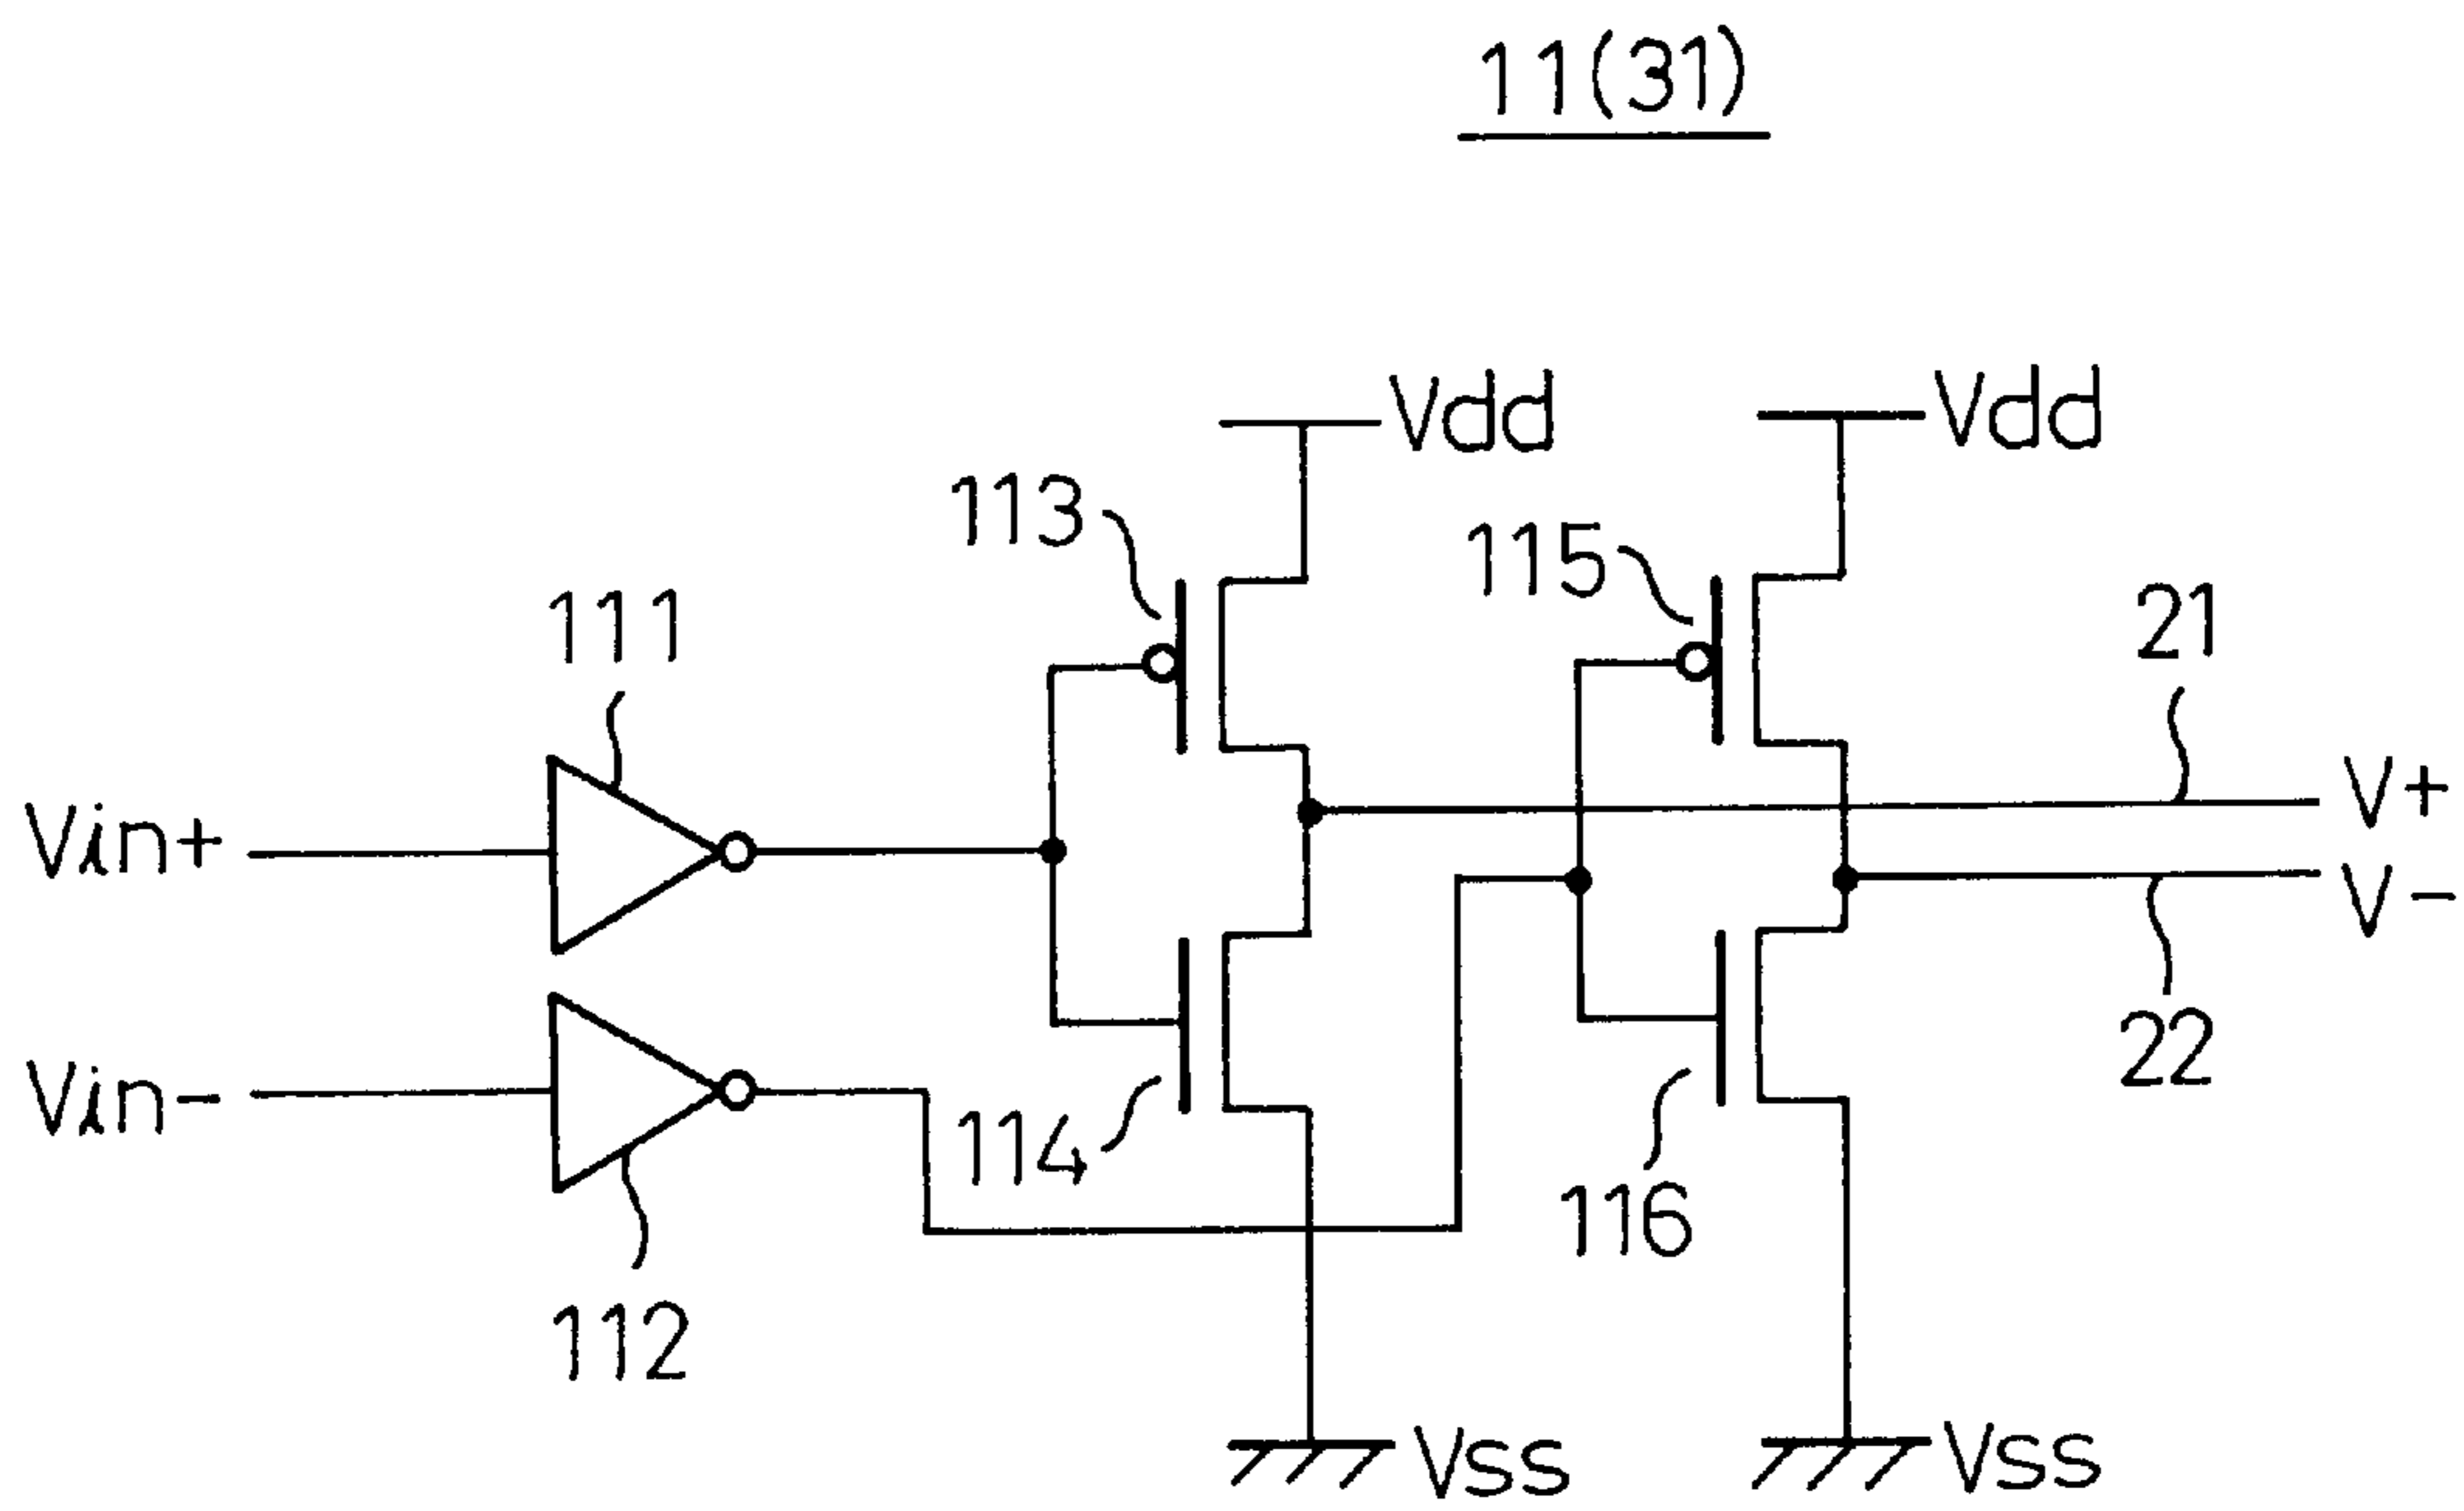 11(31)
Vdd
Vdd
113
115
111
21
Vin+
V+
V-
Vin-
114
22
116
112
Vss
Vss